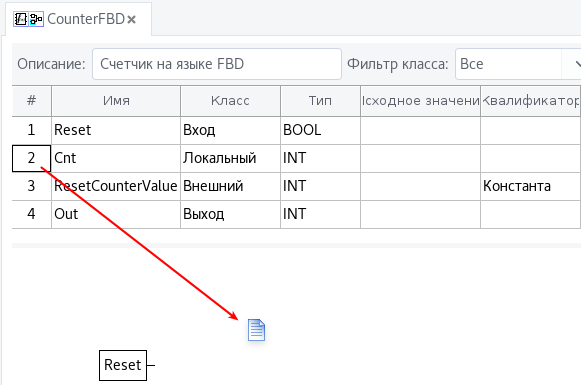 CounterFBD
Описание: Счетчик на языке FBD Фильтр класса: Все
# Имя Класс Тип Ісходное значени Квалификатор
1 Reset Вход BOOL
2 Cnt Локальный INT
3 ResetCounterValue Внешний INT Константа
4 Out Выход INT
Reset